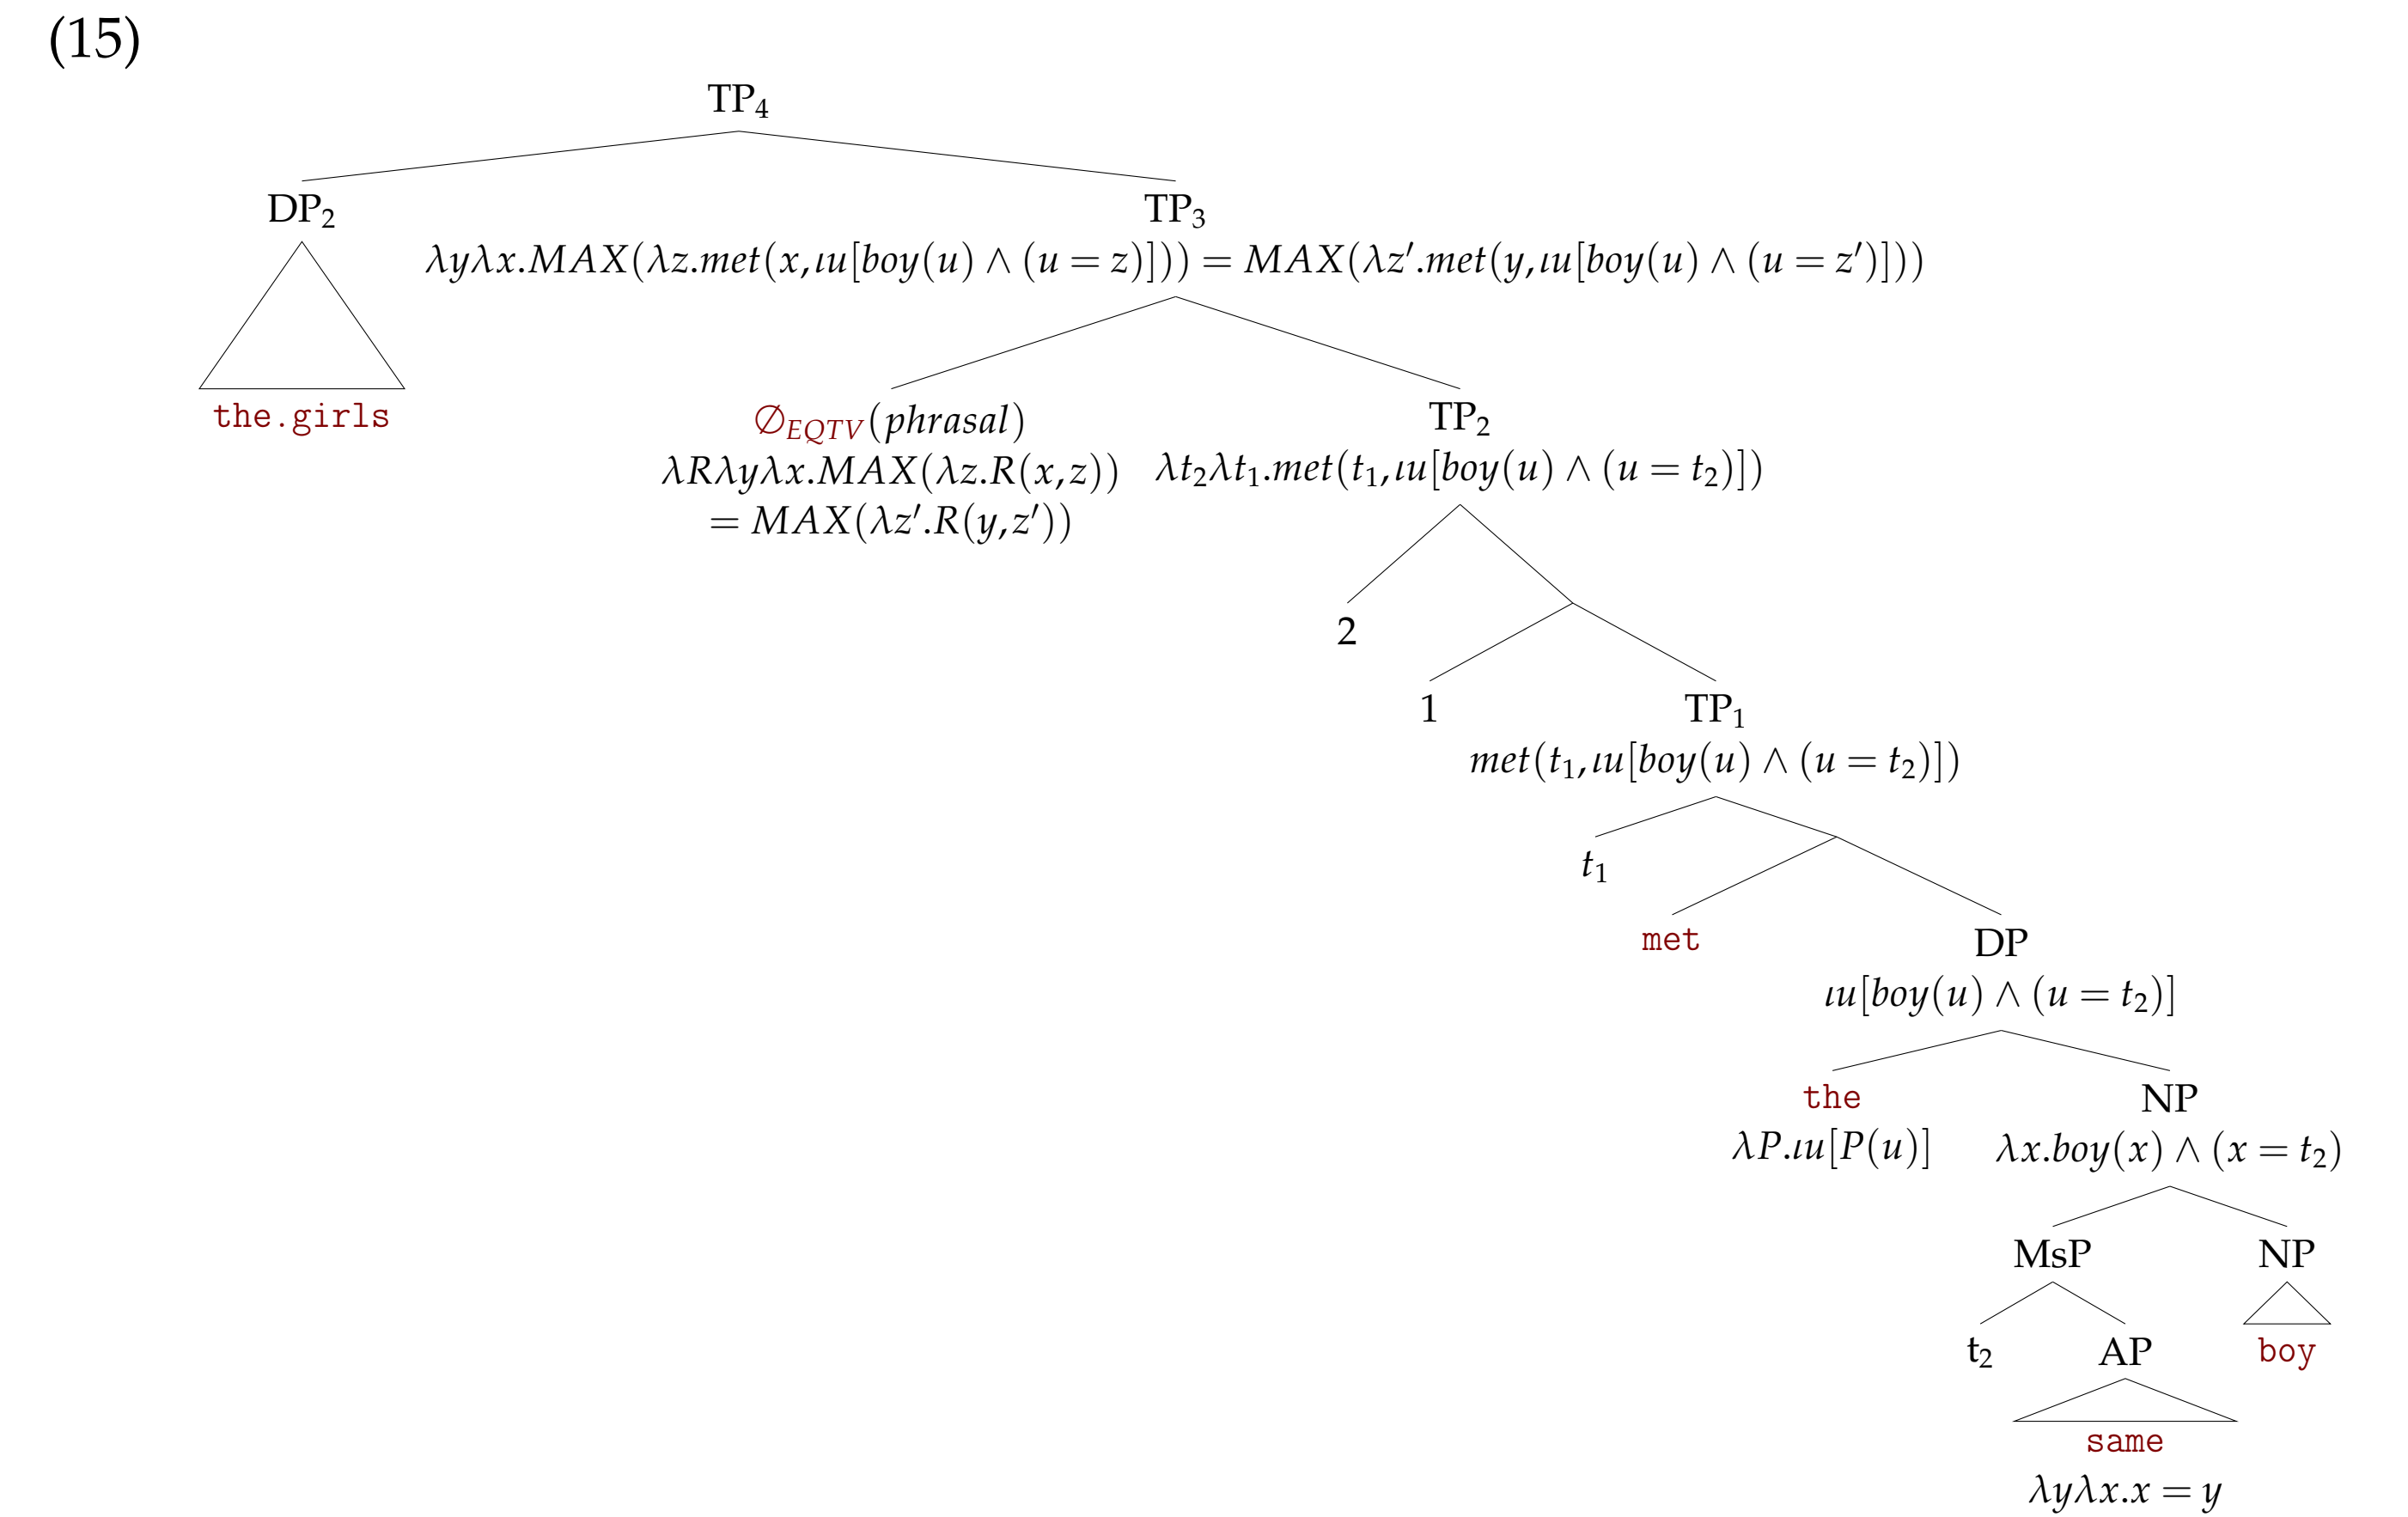 (15)
TP₄
DP₂ TP₃
λyλx.MAX(λz.met(x,ιu[boy(u) ∧ (u = z)])) = MAX(λz′.met(y,ιu[boy(u) ∧ (u = z′)]))
the.girls
∅_EQTV(phrasal) TP₂
λRλyλx.MAX(λz.R(x,z)) λt₂λt₁.met(t₁,ιu[boy(u) ∧ (u = t₂)])
= MAX(λz′.R(y,z′))
2
1 TP₁
met(t₁,ιu[boy(u) ∧ (u = t₂)])
t₁
met DP
ιu[boy(u) ∧ (u = t₂)]
the NP
λP.ιu[P(u)] λx.boy(x) ∧ (x = t₂)
MsP NP
t₂ AP boy
same
λyλx.x = y